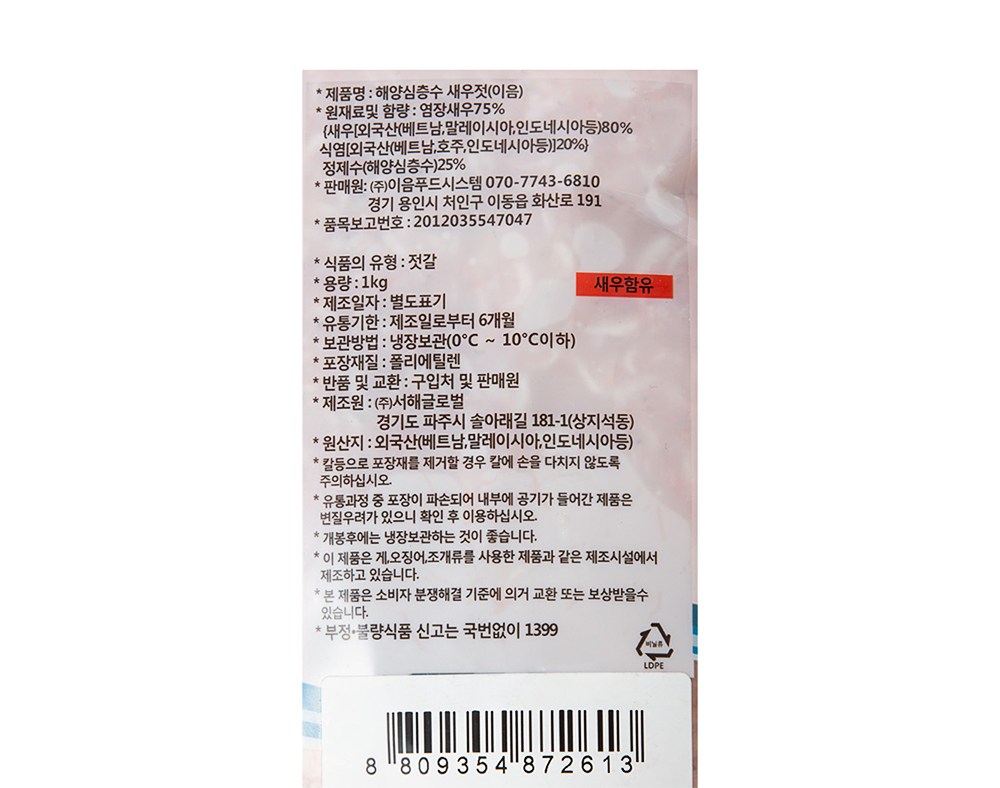 * 제품명 : 해양심층수 새우젓(이음)
* 원재료및 함량 : 염장새우75%
{새우[외국산(베트남,말레이시아,인도네시아등)80%
식염[외국산(베트남,호주,인도네시아등)]20%}
정제수(해양심층수)25%
* 판매원: ㈜이음푸드시스템 070-7743-6810
경기 용인시 처인구 이동읍 화산로 191
* 품목보고번호 : 2012035547047
* 식품의 유형 : 젓갈
* 용량 : 1kg
새우함유
* 제조일자 : 별도표기
* 유통기한 : 제조일로부터 6개월
* 보관방법 : 냉장보관(0°C ~ 10°C이하)
* 포장재질 : 폴리에틸렌
* 반품 및 교환 : 구입처 및 판매원
* 제조원 : ㈜서해글로벌
경기도 파주시 솔아래길 181-1(상지석동)
* 원산지 : 외국산(베트남,말레이시아,인도네시아등)
* 칼등으로 포장재를 제거할 경우 칼에 손을 다치지 않도록
주의하십시오.
* 유통과정 중 포장이 파손되어 내부에 공기가 들어간 제품은
변질우려가 있으니 확인 후 이용하십시오.
* 개봉후에는 냉장보관하는 것이 좋습니다.
* 이 제품은 게,오징어,조개류를 사용한 제품과 같은 제조시설에서
제조하고 있습니다.
* 본 제품은 소비자 분쟁해결 기준에 의거 교환 또는 보상받을수
있습니다.
* 부정•불량식품 신고는 국번없이 1399
비닐류
LDPE
8 809354 872613